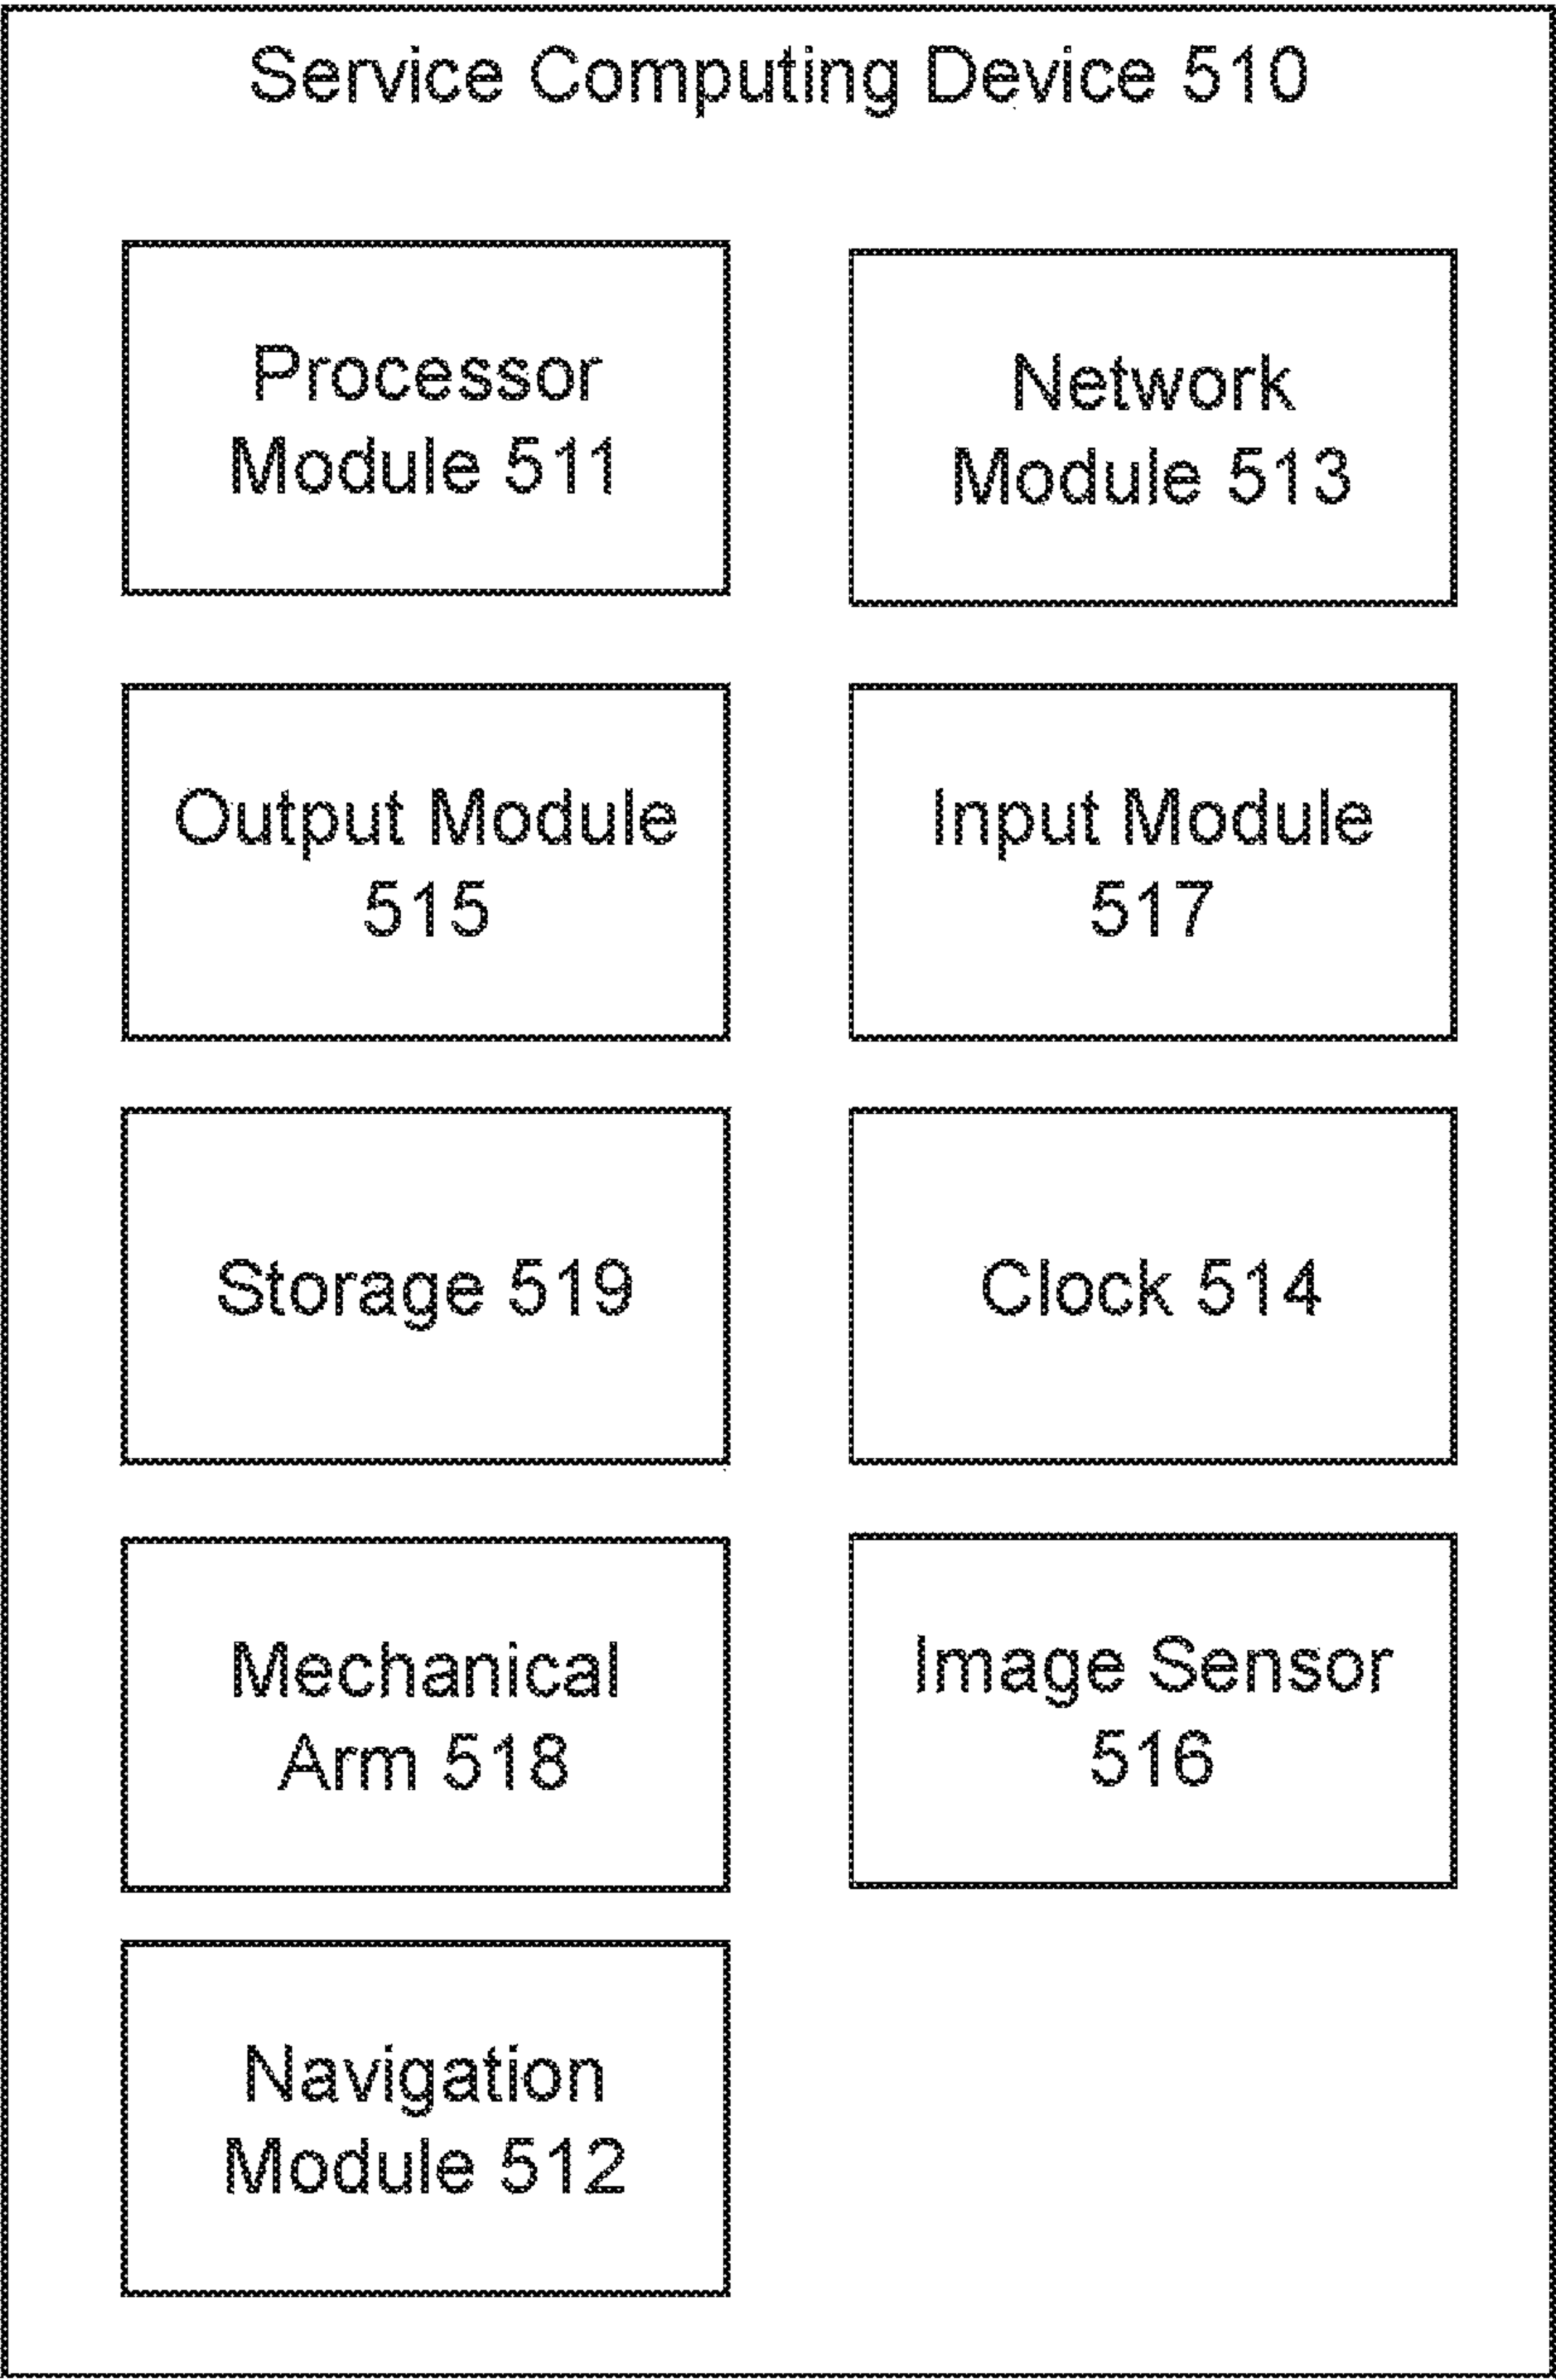 Service Computing Device 510
Processor
Module 511
Network
Module 513
Output Module
515
Input Module
517
Storage 519
Clock 514
Mechanical
Arm 518
Image Sensor
516
Navigation
Module 512